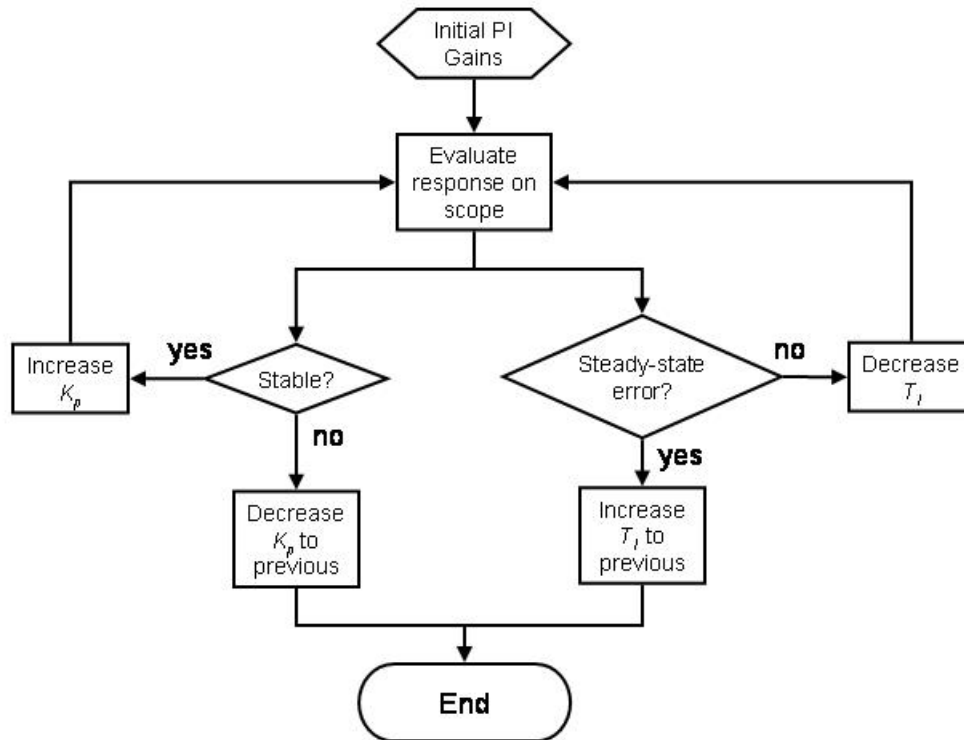 Initial PI
Gains
Evaluate
response on
scope
yes
Increase
Kp
Stable?
no
Decrease
Kp to
previous
Steady-state
error?
no
Decrease
TI
yes
Increase
TI to
previous
End